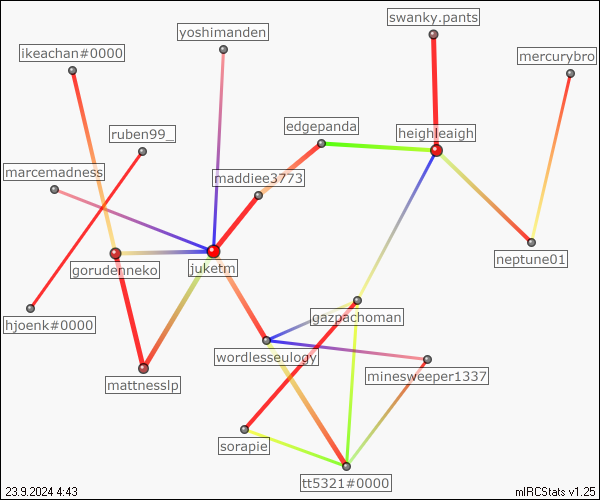 swanky.pants
yoshimanden
ikeachan#0000
mercurybro
edgepanda
ruben99_
heighleaigh
marcemadness
maddiee3773
neptune01
gorudenneko
juketm
gazpachoman
hjoenk#0000
wordlesseulogy
minesweeper1337
mattnesslp
sorapie
tt5321#0000
23.9.2024 4:43
mIRCStats v1.25